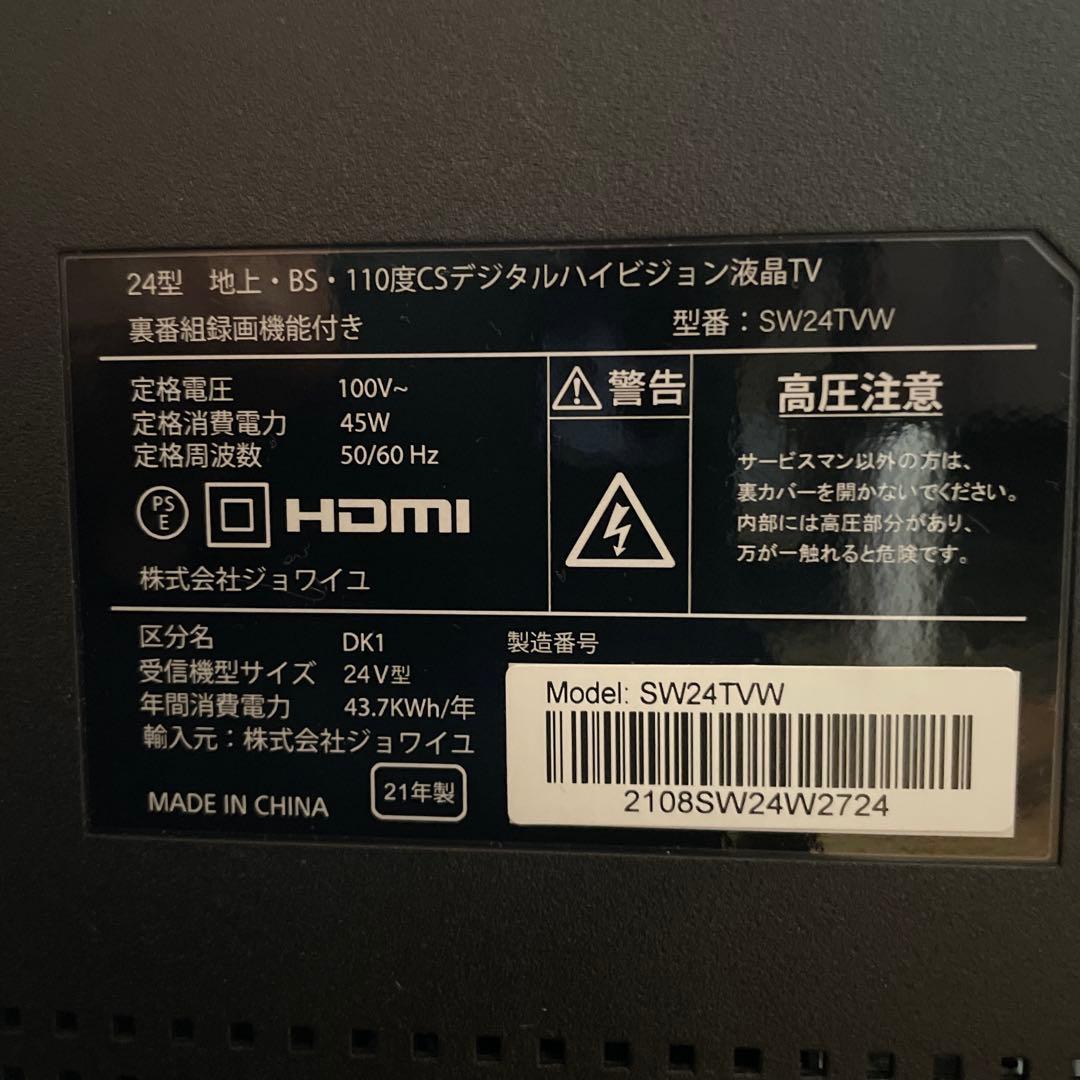 24型 地上・BS・110度CSデジタルハイビジョン液晶TV
裏番組録画機能付き 型番：SW24TVW
定格電圧 100V~
定格消費電力 45W
定格周波数 50/60 Hz
PS
E
HDMI
株式会社ジョワイユ
警告
高圧注意
サービスマン以外の方は、
裏カバーを開かないでください。
内部には高圧部分があり、
万が一触れると危険です。
区分名 DK1
受信機型サイズ 24V型
年間消費電力 43.7KWh/年
輸入元：株式会社ジョワイユ
MADE IN CHINA 21年製
製造番号
Model: SW24TVW
2108SW24W2724